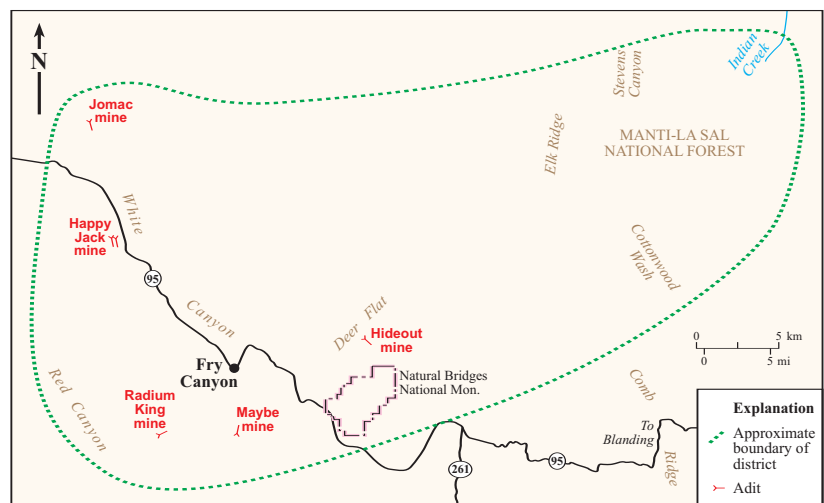 N
Jomac
mine
Indian
Creek
Stevens
Canyon
Elk Ridge
MANTI-LA SAL
NATIONAL FOREST
White
Canyon
Happy
Jack
mine
95
Cottonwood
Wash
Deer Flat
Hideout
mine
0 5 km
0 5 mi
Fry
Canyon
Natural Bridges
National Mon.
Red Canyon
Radium
King
mine
Maybe
mine
Comb
Ridge
To
Blanding
95
261
Explanation
Approximate
boundary of
district
Adit